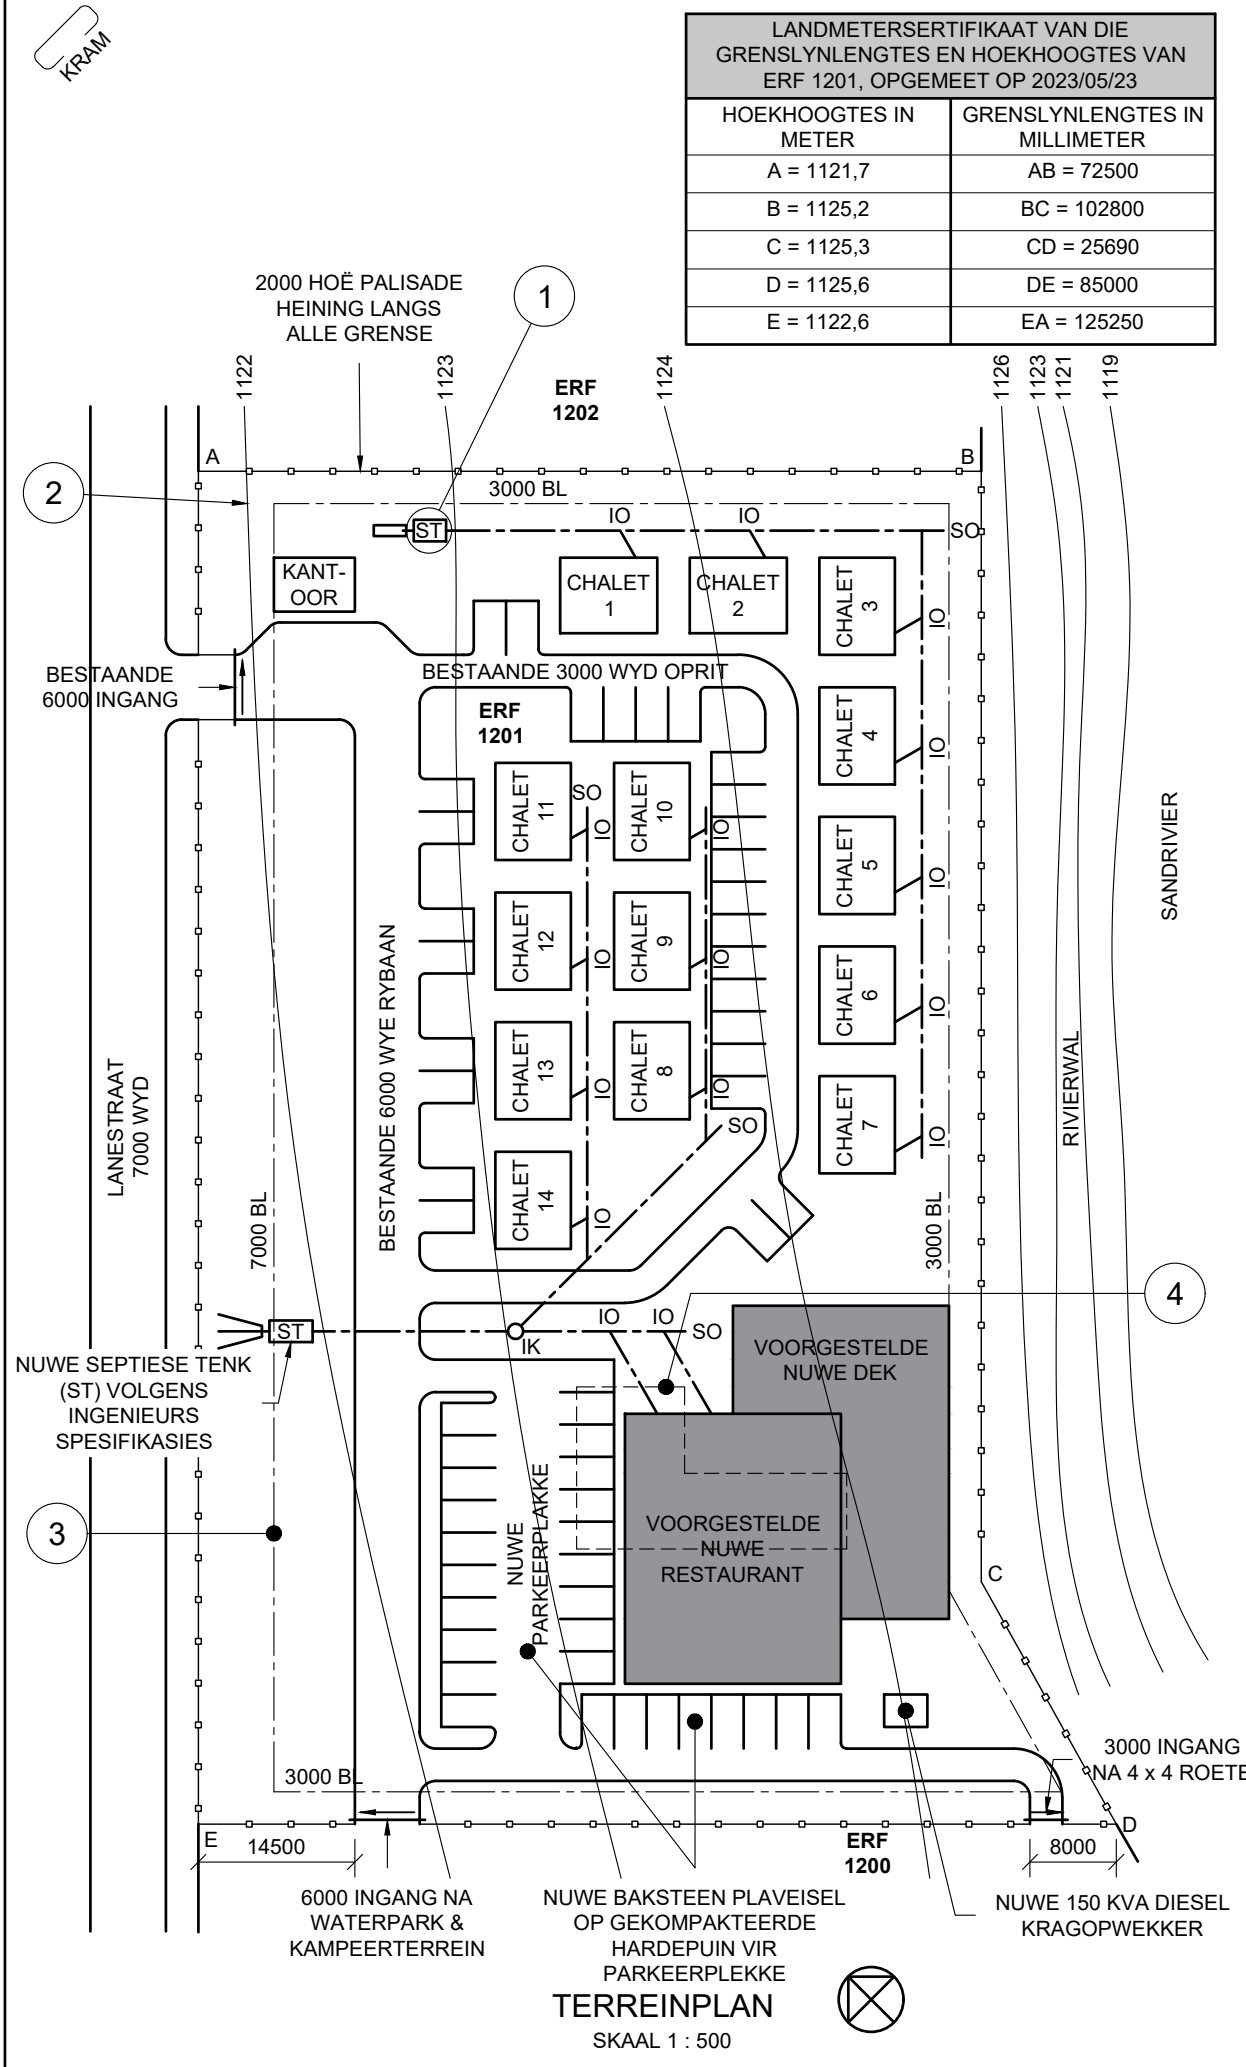 KRAM
LANDMETERSERTIFIKAAT VAN DIE
GRENSLYNLENGTES EN HOEKHOOGTES VAN
ERF 1201, OPGEMEET OP 2023/05/23
HOEKHOOGTES IN
METER
GRENSLYNLENGTES IN
MILLIMETER
A = 1121,7
AB = 72500
B = 1125,2
BC = 102800
C = 1125,3
CD = 25690
D = 1125,6
DE = 85000
E = 1122,6
EA = 125250
2000 HOË PALISADE
HEINING LANGS
ALLE GRENSE
1
1122
1123
1124
1126
1123
1121
1119
ERF
1202
A
B
2
3000 BL
ST
IO
IO
SO
KANT-
OOR
CHALET
1
CHALET
2
CHALET
3
IO
BESTAANDE
6000 INGANG
BESTAANDE 3000 WYD OPRIT
ERF
1201
CHALET
4
IO
CHALET
11
SO
IO
CHALET
10
IO
CHALET
5
IO
SANDRIVIER
CHALET
12
IO
CHALET
9
IO
CHALET
6
IO
BESTAANDE 6000 WYE RYBAAN
CHALET
13
IO
CHALET
8
IO
CHALET
7
IO
RIVIERWAL
LANESTRAAT
7000 WYD
SO
CHALET
14
IO
7000 BL
3000 BL
4
ST
IK
IO
IO
SO
VOORGESTELDE
NUWE DEK
NUWE SEPTIESE TENK
(ST) VOLGENS
INGENIEURS
SPESIFIKASIES
3
NUWE
PARKEERPLAKKE
VOORGESTELDE
NUWE
RESTAURANT
C
3000 INGANG
NA 4 x 4 ROETE
3000 BL
E
D
14500
8000
ERF
1200
6000 INGANG NA
WATERPARK &
KAMPEERTERREIN
NUWE BAKSTEEN PLAVEISEL
OP GEKOMPAKTEERDE
HARDEPUIN VIR
PARKEERPLEKKE
NUWE 150 KVA DIESEL
KRAGOPWEKKER
TERREINPLAN
SKAAL 1 : 500